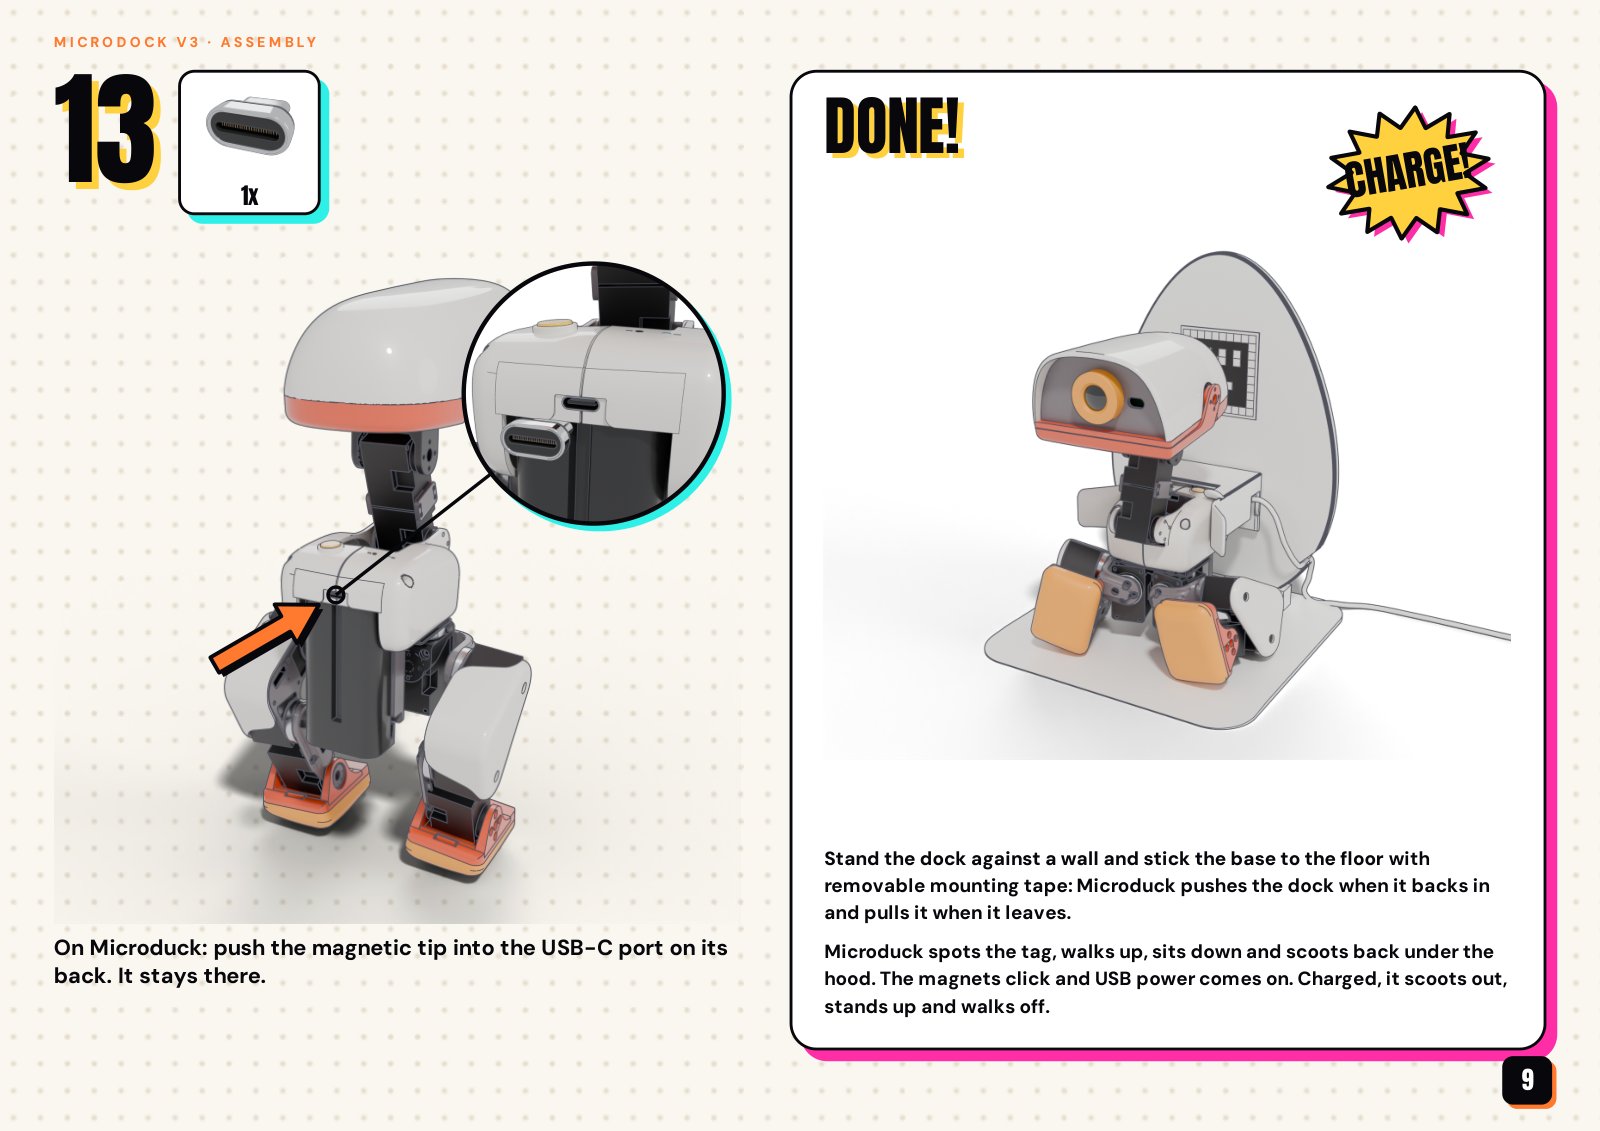 MICRODOCK V3 · ASSEMBLY
13
1x
On Microduck: push the magnetic tip into the USB-C port on its
back. It stays there.
DONE!
CHARGE!
Stand the dock against a wall and stick the base to the floor with
removable mounting tape: Microduck pushes the dock when it backs in
and pulls it when it leaves.
Microduck spots the tag, walks up, sits down and scoots back under the
hood. The magnets click and USB power comes on. Charged, it scoots out,
stands up and walks off.
9